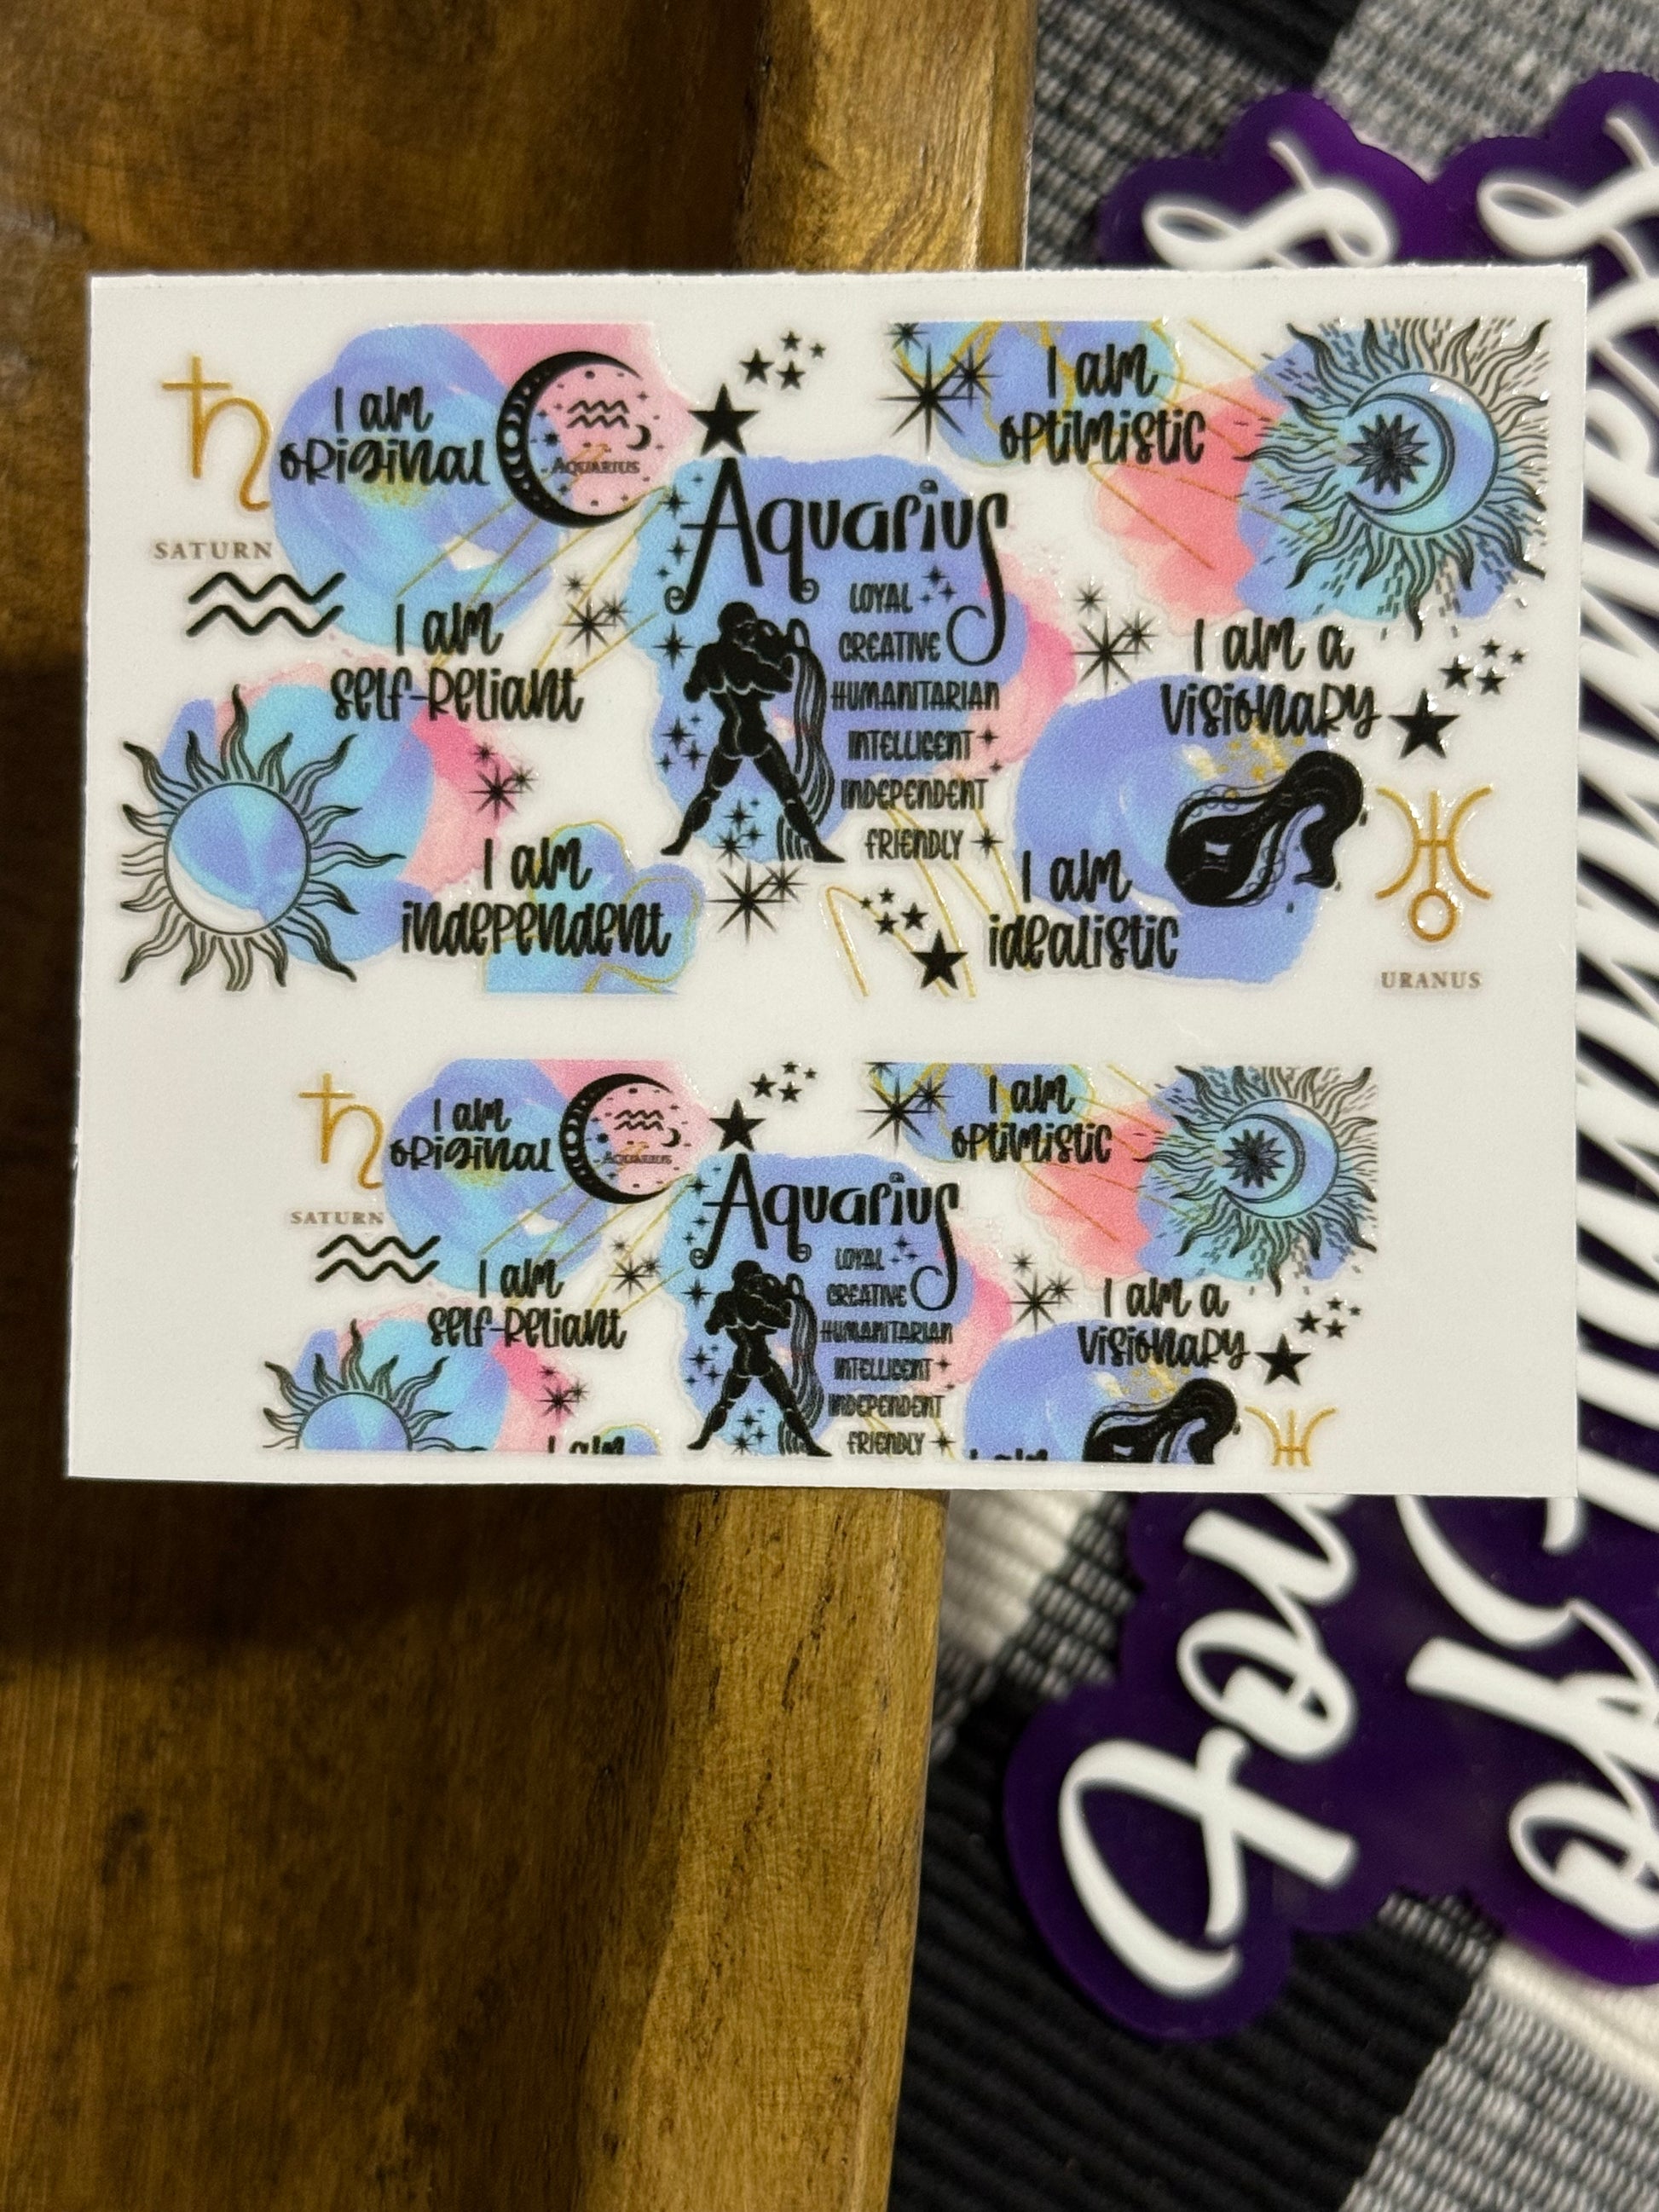 I am
original
Aquarius
SATURN
I am
self-reliant
I am
independent
Aquarius
LOYAL
CREATIVE
HUMANITARIAN
INTELLIGENT
INDEPENDENT
FRIENDLY
I am
optimistic
I am a
visionary
I am
idealistic
URANUS
I am
original
Aquarius
SATURN
I am
self-reliant
I am
Aquarius
LOYAL
CREATIVE
HUMANITARIAN
INTELLIGENT
INDEPENDENT
FRIENDLY
I am
optimistic
I am a
visionary
I am